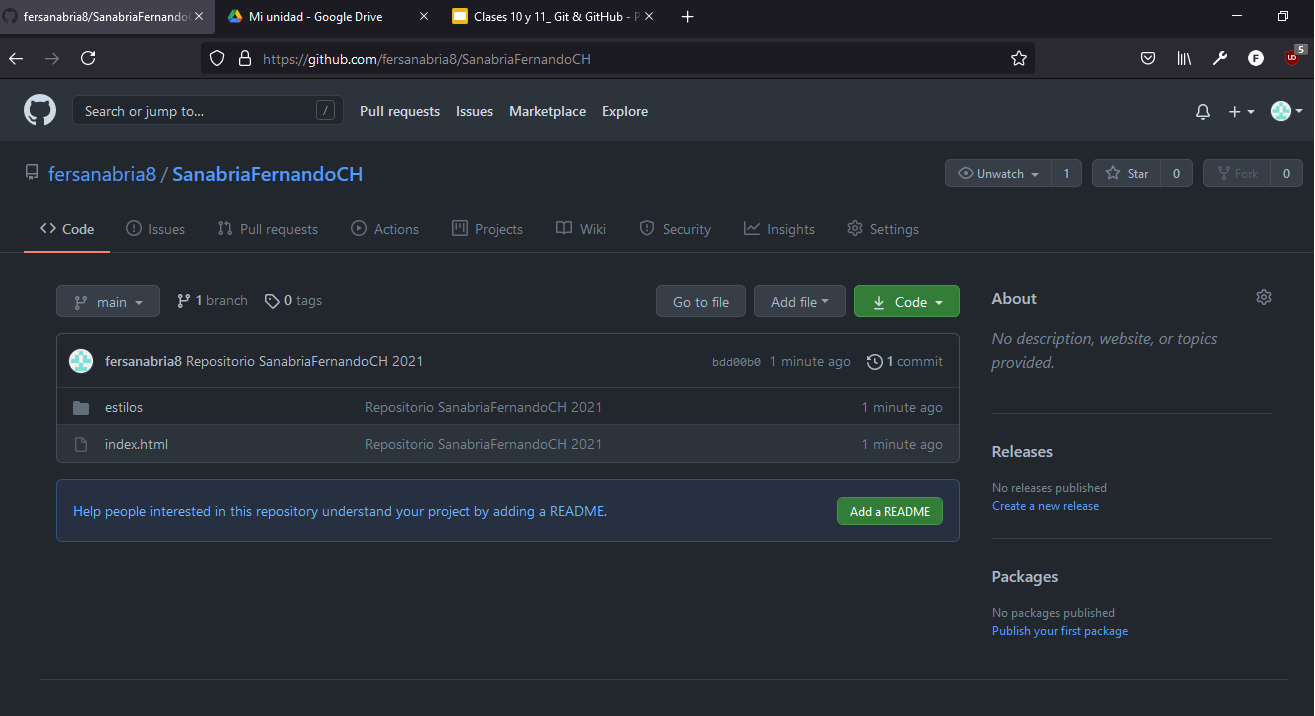 fersanabria8/SanabriaFernandoC
Mi unidad - Google Drive
Clases 10 y 11_ Git & GitHub - P
https://github.com/fersanabria8/SanabriaFernandoCH
F
UD
5
Search or jump to...
/
Pull requests
Issues
Marketplace
Explore
fersanabria8 / SanabriaFernandoCH
Unwatch
1
Star
0
Fork
0
Code
Issues
Pull requests
Actions
Projects
Wiki
Security
Insights
Settings
main
1 branch
0 tags
Go to file
Add file
Code
About
No description, website, or topics
provided.
fersanabria8 Repositorio SanabriaFernandoCH 2021
bdd00b0 1 minute ago
1 commit
estilos
Repositorio SanabriaFernandoCH 2021
1 minute ago
index.html
Repositorio SanabriaFernandoCH 2021
1 minute ago
Help people interested in this repository understand your project by adding a README.
Add a README
Releases
No releases published
Create a new release
Packages
No packages published
Publish your first package